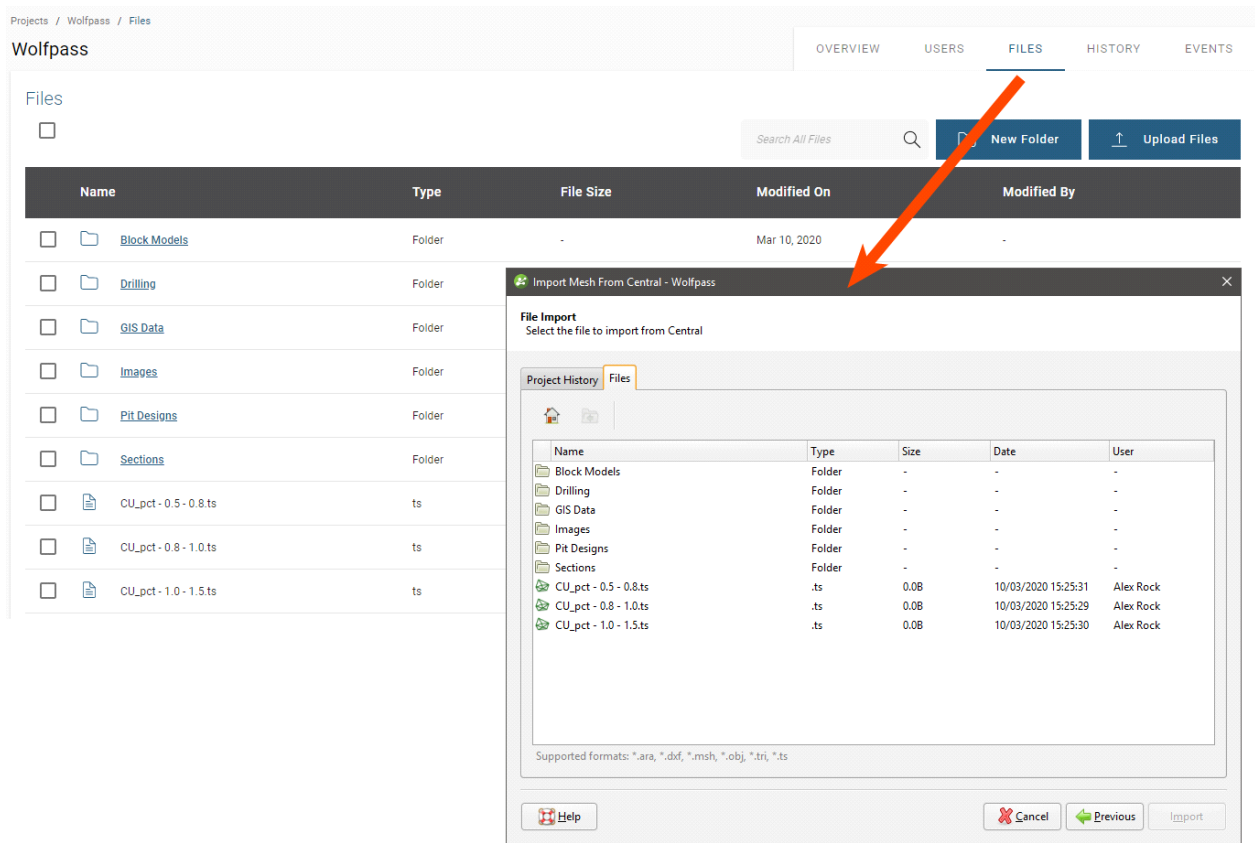 Projects / Wolfpass / Files
Wolfpass
OVERVIEW USERS FILES HISTORY EVENTS
Files
Search All Files New Folder Upload Files
Name Type File Size Modified On Modified By
Block Models Folder - Mar 10, 2020 -
Drilling Folder
GIS Data Folder
Images Folder
Pit Designs Folder
Sections Folder
CU_pct - 0.5 - 0.8.ts ts
CU_pct - 0.8 - 1.0.ts ts
CU_pct - 1.0 - 1.5.ts ts
Import Mesh From Central - Wolfpass
File Import
Select the file to import from Central
Project History Files
Name Type Size Date User
Block Models Folder - - -
Drilling Folder - - -
GIS Data Folder - - -
Images Folder - - -
Pit Designs Folder - - -
Sections Folder - - -
CU_pct - 0.5 - 0.8.ts .ts 0.0B 10/03/2020 15:25:31 Alex Rock
CU_pct - 0.8 - 1.0.ts .ts 0.0B 10/03/2020 15:25:29 Alex Rock
CU_pct - 1.0 - 1.5.ts .ts 0.0B 10/03/2020 15:25:30 Alex Rock
Supported formats: *.ara, *.dxf, *.msh, *.obj, *.tri, *.ts
Help Cancel Previous Import